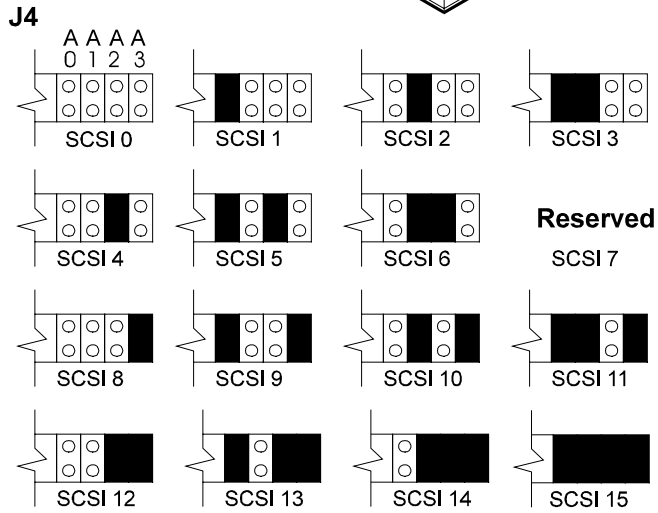 J4
A A A A
0 1 2 3
SCSI 0
SCSI 1
SCSI 2
SCSI 3
SCSI 4
SCSI 5
SCSI 6
Reserved
SCSI 7
SCSI 8
SCSI 9
SCSI 10
SCSI 11
SCSI 12
SCSI 13
SCSI 14
SCSI 15